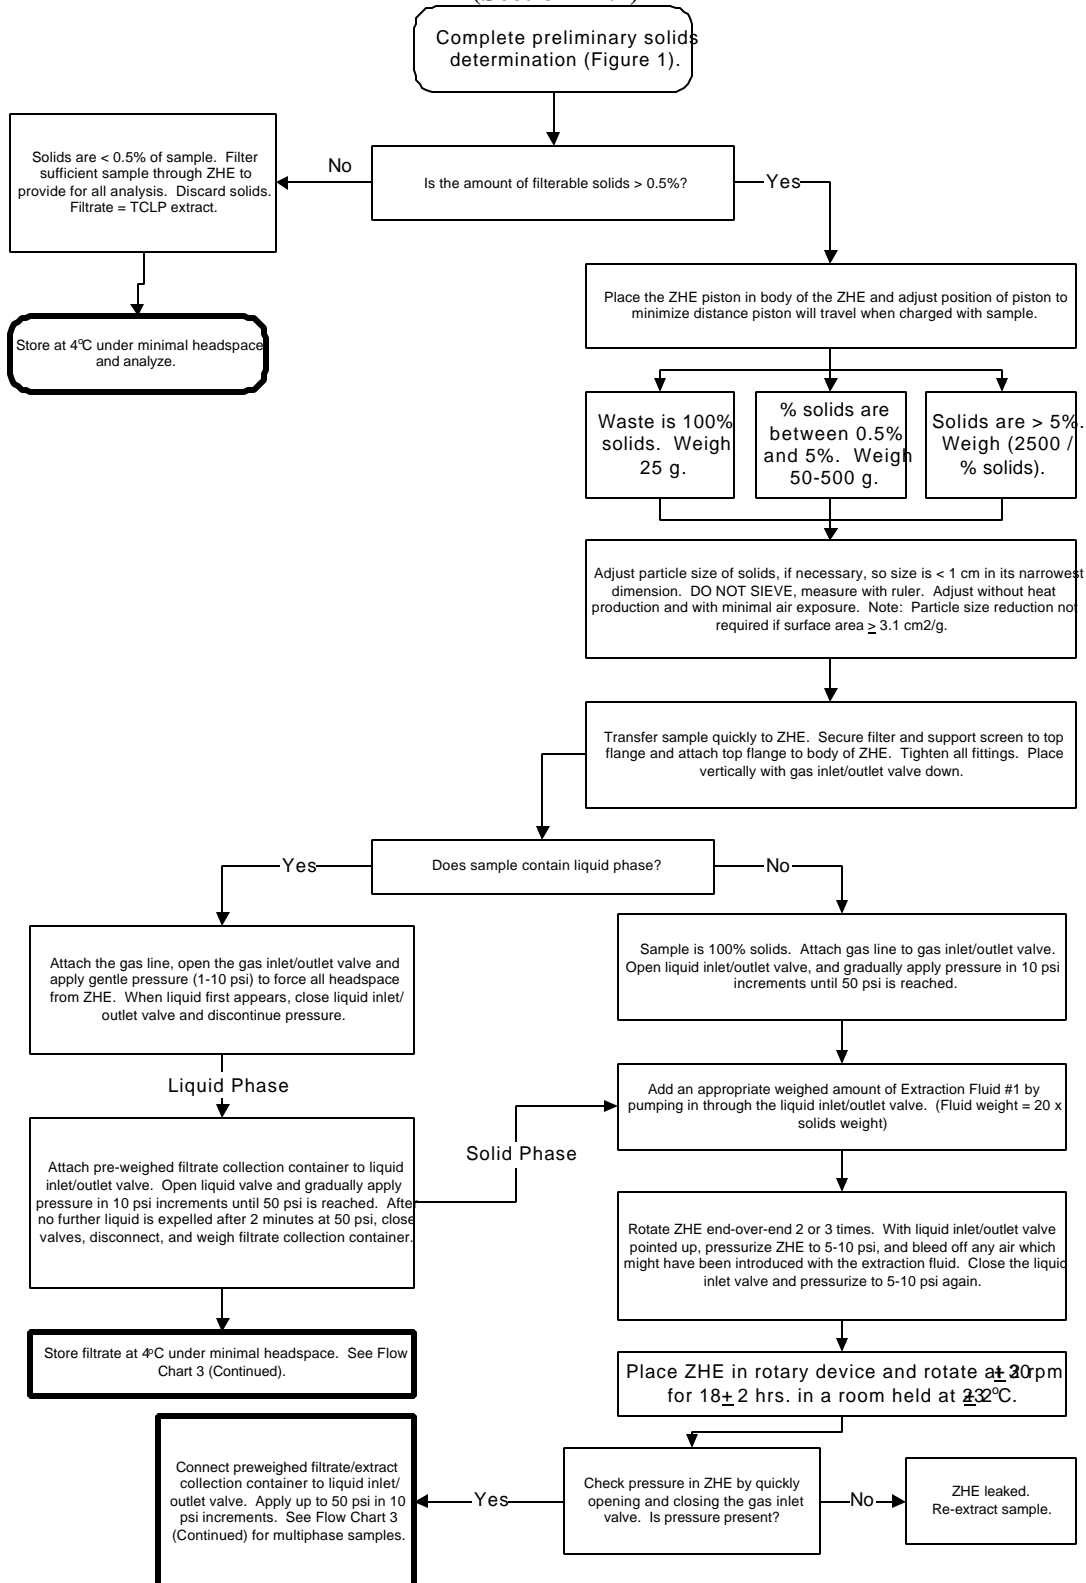 Complete preliminary solids
determination (Figure 1).
Solids are < 0.5% of sample. Filter
sufficient sample through ZHE to
provide for all analysis. Discard solids.
Filtrate = TCLP extract.
No
Is the amount of filterable solids > 0.5%?
Yes
Store at 4°C under minimal headspace
and analyze.
Place the ZHE piston in body of the ZHE and adjust position of piston to
minimize distance piston will travel when charged with sample.
Waste is 100%
solids. Weigh
25 g.
% solids are
between 0.5%
and 5%. Weigh
50-500 g.
Solids are > 5%.
Weigh (2500 /
% solids).
Adjust particle size of solids, if necessary, so size is < 1 cm in its narrowest
dimension. DO NOT SIEVE, measure with ruler. Adjust without heat
production and with minimal air exposure. Note: Particle size reduction not
required if surface area > 3.1 cm2/g.
Transfer sample quickly to ZHE. Secure filter and support screen to top
flange and attach top flange to body of ZHE. Tighten all fittings. Place
vertically with gas inlet/outlet valve down.
Yes
Does sample contain liquid phase?
No
Attach the gas line, open the gas inlet/outlet valve and
apply gentle pressure (1-10 psi) to force all headspace
from ZHE. When liquid first appears, close liquid inlet/
outlet valve and discontinue pressure.
Sample is 100% solids. Attach gas line to gas inlet/outlet valve.
Open liquid inlet/outlet valve, and gradually apply pressure in 10 psi
increments until 50 psi is reached.
Liquid Phase
Add an appropriate weighed amount of Extraction Fluid #1 by
pumping in through the liquid inlet/outlet valve. (Fluid weight = 20 x
solids weight)
Solid Phase
Attach pre-weighed filtrate collection container to liquid
inlet/outlet valve. Open liquid valve and gradually apply
pressure in 10 psi increments until 50 psi is reached. After
no further liquid is expelled after 2 minutes at 50 psi, close
valves, disconnect, and weigh filtrate collection container.
Rotate ZHE end-over-end 2 or 3 times. With liquid inlet/outlet valve
pointed up, pressurize ZHE to 5-10 psi, and bleed off any air which
might have been introduced with the extraction fluid. Close the liquid
inlet valve and pressurize to 5-10 psi again.
Store filtrate at 4°C under minimal headspace. See Flow
Chart 3 (Continued).
Place ZHE in rotary device and rotate at rpm
for 18 + 2 hrs. in a room held at °C.
Connect preweighed filtrate/extract
collection container to liquid inlet/
outlet valve. Apply up to 50 psi in 10
psi increments. See Flow Chart 3
(Continued) for multiphase samples.
Yes
Check pressure in ZHE by quickly
opening and closing the gas inlet
valve. Is pressure present?
No
ZHE leaked.
Re-extract sample.